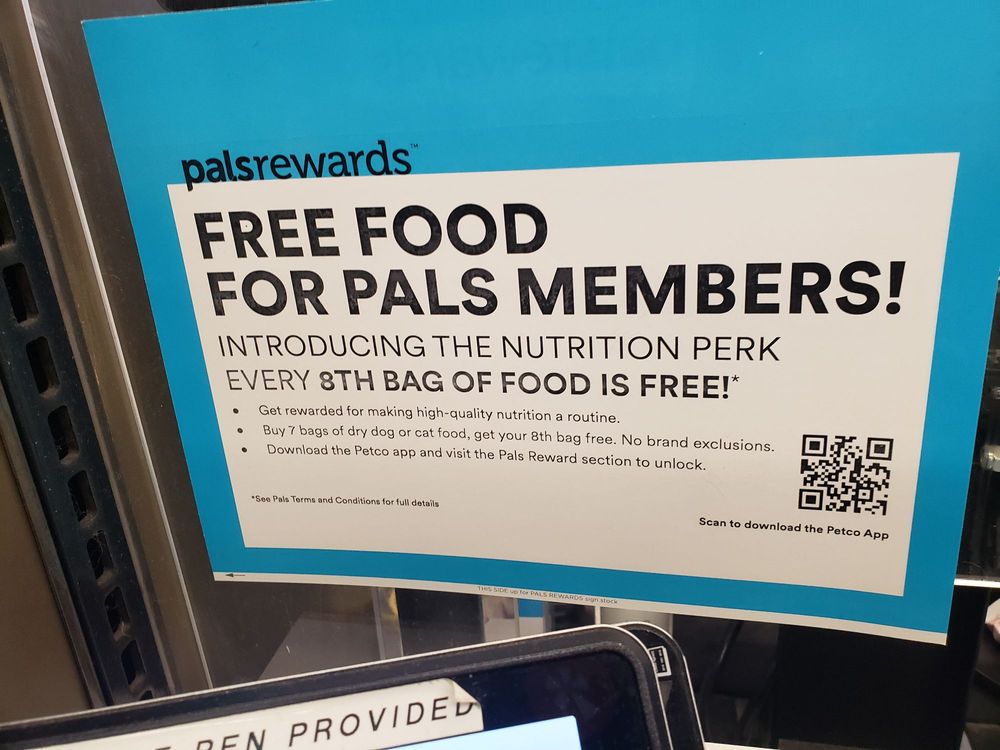 palsrewards™
FREE FOOD
FOR PALS MEMBERS!
INTRODUCING THE NUTRITION PERK
EVERY 8TH BAG OF FOOD IS FREE!*
• Get rewarded for making high-quality nutrition a routine.
• Buy 7 bags of dry dog or cat food, get your 8th bag free. No brand exclusions.
• Download the Petco app and visit the Pals Reward section to unlock.
*See Pals Terms and Conditions for full details
Scan to download the Petco App
THIS SIDE up for PALS REWARDS sign stock
PEN PROVIDED